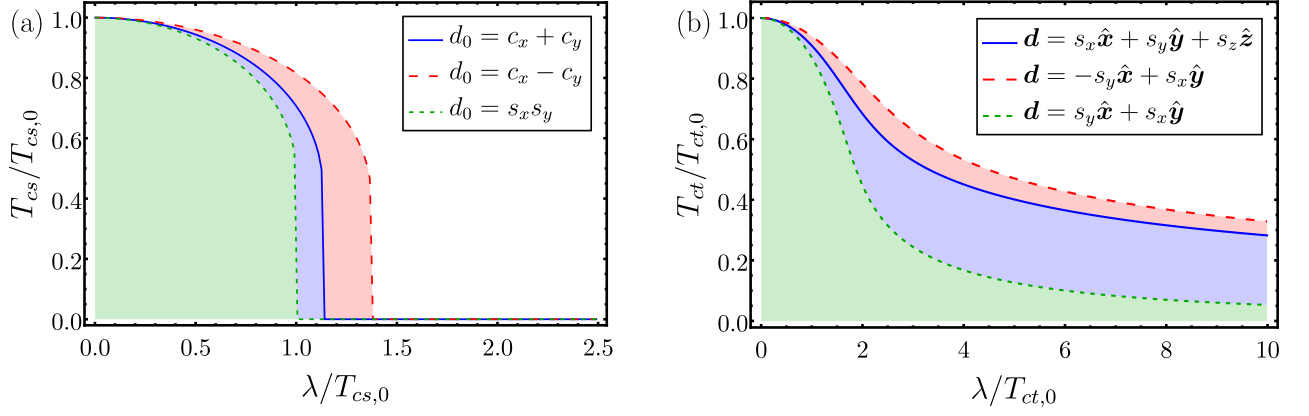 (a)
1.0
0.8
0.6
0.4
0.2
0.0
T_{cs}/T_{cs,0}
d_0 = c_x + c_y
d_0 = c_x − c_y
d_0 = s_x s_y
0.0 0.5 1.0 1.5 2.0 2.5
λ/T_{cs,0}
(b)
1.0
0.8
0.6
0.4
0.2
0.0
T_{ct}/T_{ct,0}
d = s_x x̂ + s_y ŷ + s_z ẑ
d = −s_y x̂ + s_x ŷ
d = s_y x̂ + s_x ŷ
0 2 4 6 8 10
λ/T_{ct,0}